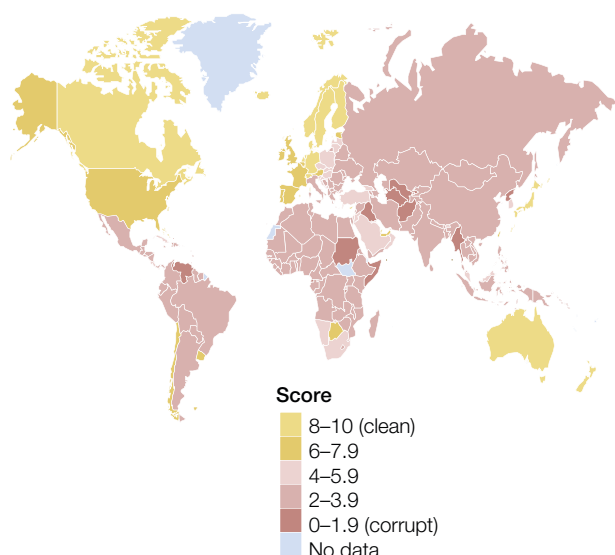 Score
8–10 (clean)
6–7.9
4–5.9
2–3.9
0–1.9 (corrupt)
No data